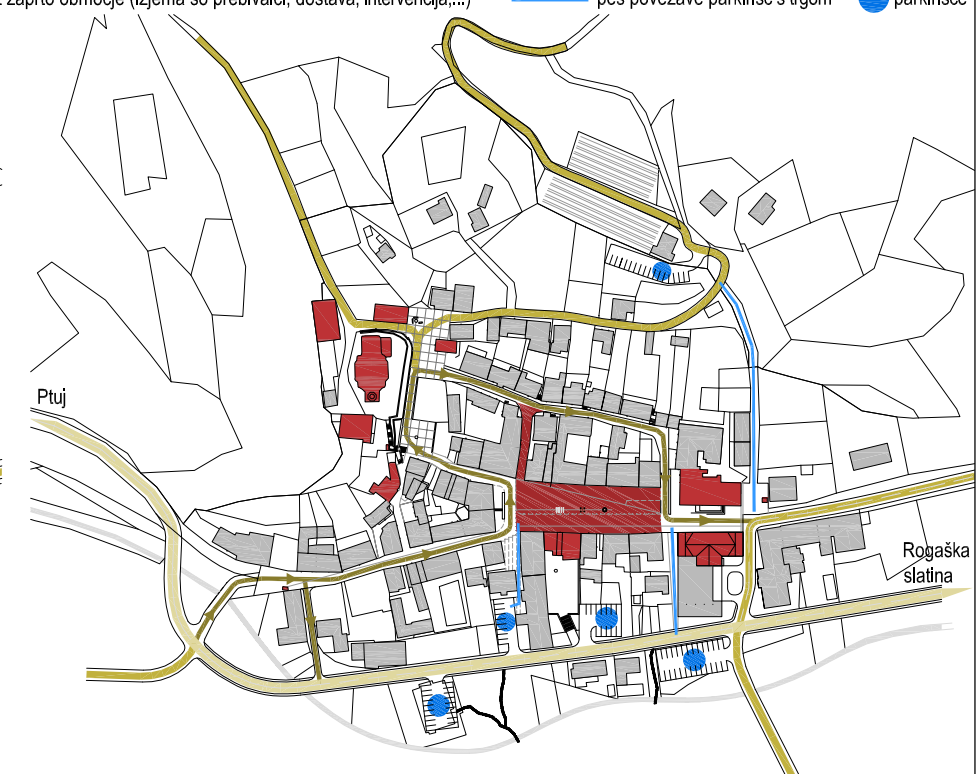 zaprto območje (izjema so prebivalci, dostava, intervencija,...) peš povezave parkirišč s trgom parkirišče
Ptuj
Rogaška
slatina